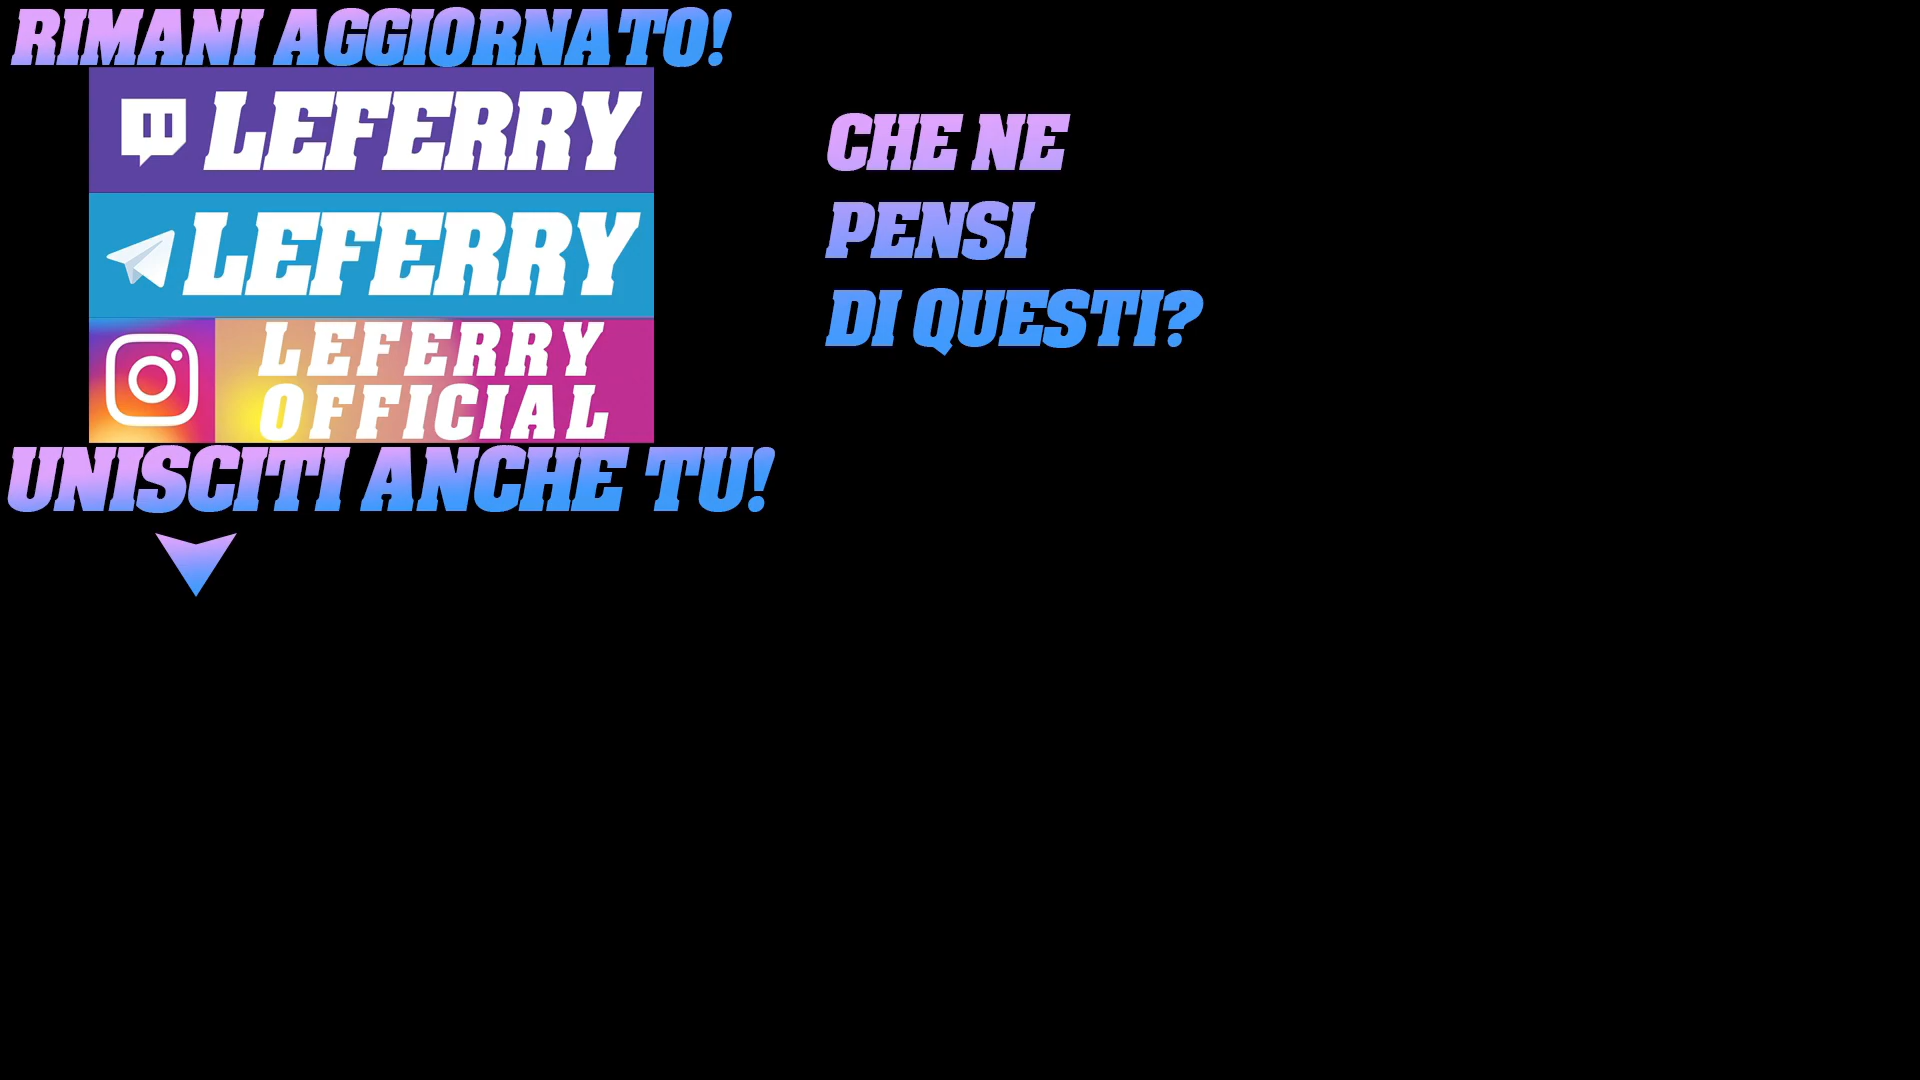 RIMANI AGGIORNATO!
LEFERRY
LEFERRY
LEFERRY
OFFICIAL
UNISCITI ANCHE TU!
CHE NE
PENSI
DI QUESTI?